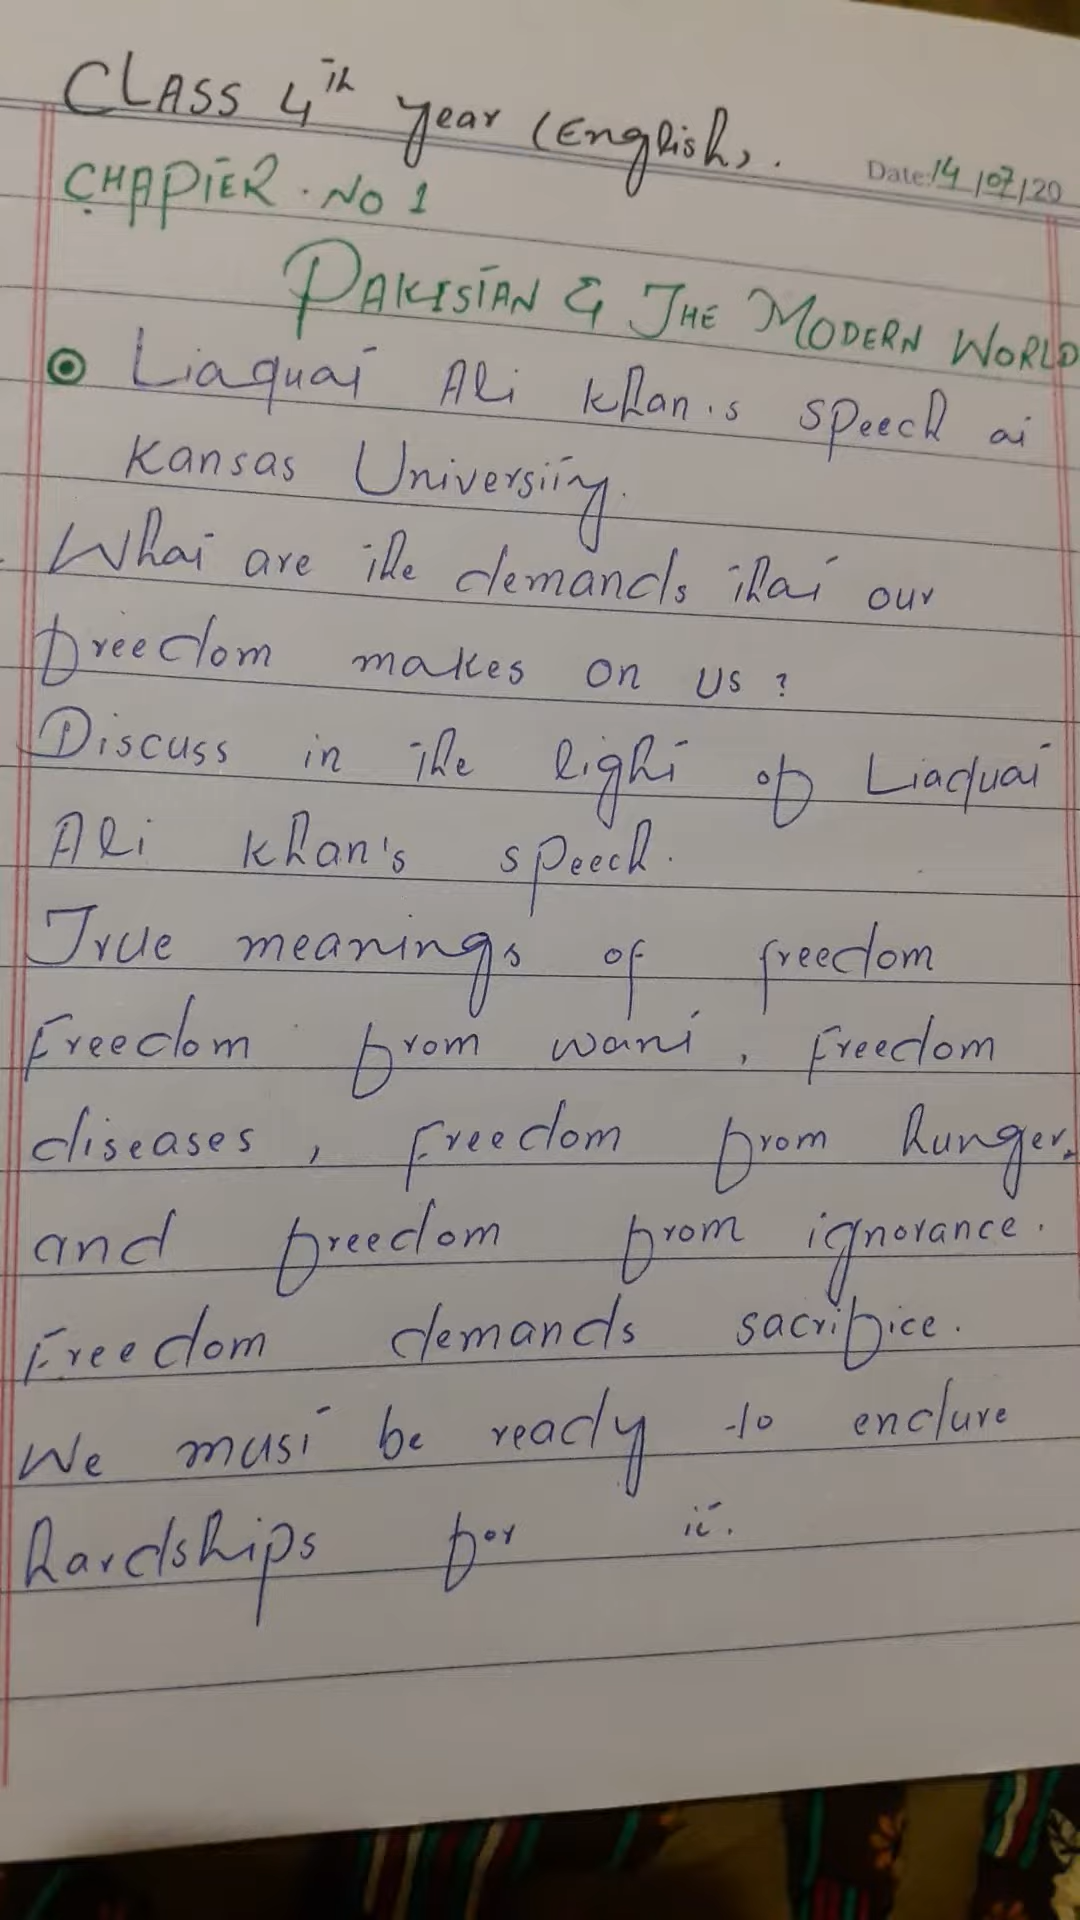 CLASS 4th year (English).
Date: 14/07/20
CHAPTER . NO 1
PAKISTAN & THE MODERN WORLD
Liaquat Ali Khan's speech at
Kansas University.
What are the demands that our
freedom makes on us ?
Discuss in the light of Liaquat
Ali Khan's speech.
True meanings of freedom
Freedom from want, Freedom
diseases, Freedom from hunger,
and freedom from ignorance.
Freedom demands sacrifice.
We must be ready to endure
hardships for it.